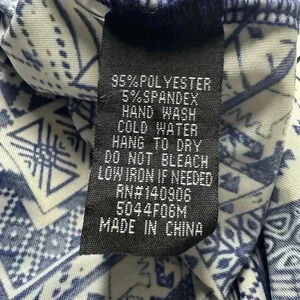 95%POLYESTER
5%SPANDEX
HAND WASH
COLD WATER
HANG TO DRY
DO NOT BLEACH
LOW IRON IF NEEDED
RN#140906
5044F06M
MADE IN CHINA